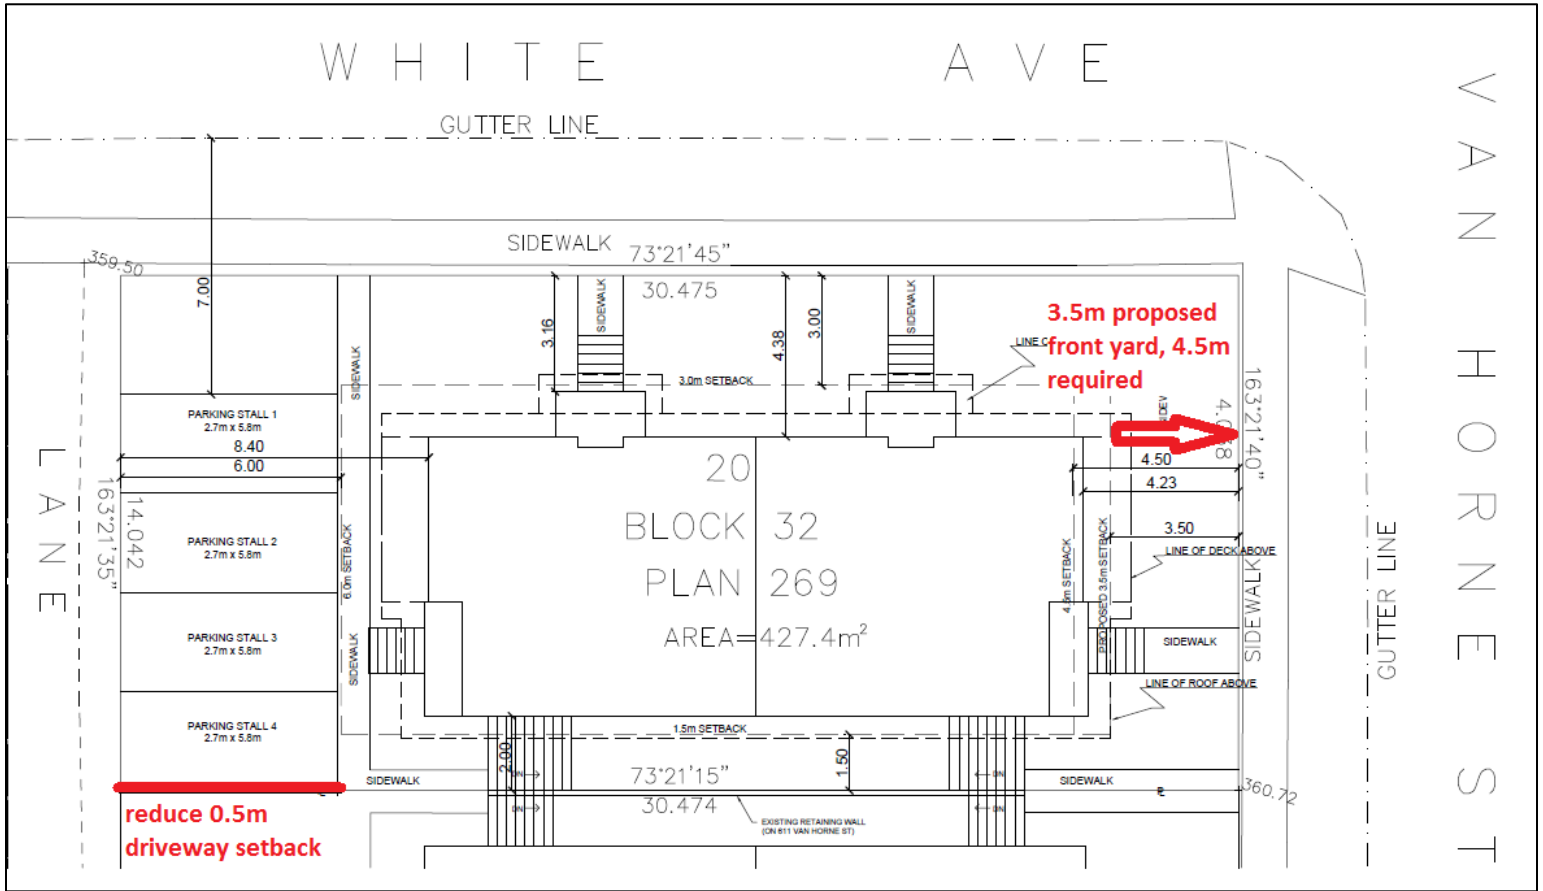 WHITE AVE
GUTTER LINE
VAN HORNE ST
SIDEWALK
73°21'45"
359.50
30.475
7.00
SIDEWALK
3.16
SIDEWALK
4.38
3.00
SIDEWALK
3.5m proposed
front yard, 4.5m
required
LINE
SIDEWALK
3.0m SETBACK
163°21'40"
PARKING STALL 1
2.7m x 5.8m
8.40
6.00
4.50
4.23
3.50
20
BLOCK 32
PLAN 269
AREA=427.4m²
LANE
163°21'35"
14.042
PARKING STALL 2
2.7m x 5.8m
6.0m SETBACK
4.5m SETBACK
PROPOSED 3.5m SETBACK
LINE OF DECK ABOVE
GUTTER LINE
SIDEWALK
PARKING STALL 3
2.7m x 5.8m
SIDEWALK
SIDEWALK
LINE OF ROOF ABOVE
PARKING STALL 4
2.7m x 5.8m
1.5m SETBACK
2.00
1.50
SIDEWALK
DN
73°21'15"
DN
SIDEWALK
360.72
reduce 0.5m
driveway setback
DN
30.474
DN
EXISTING RETAINING WALL
(ON 611 VAN HORNE ST)